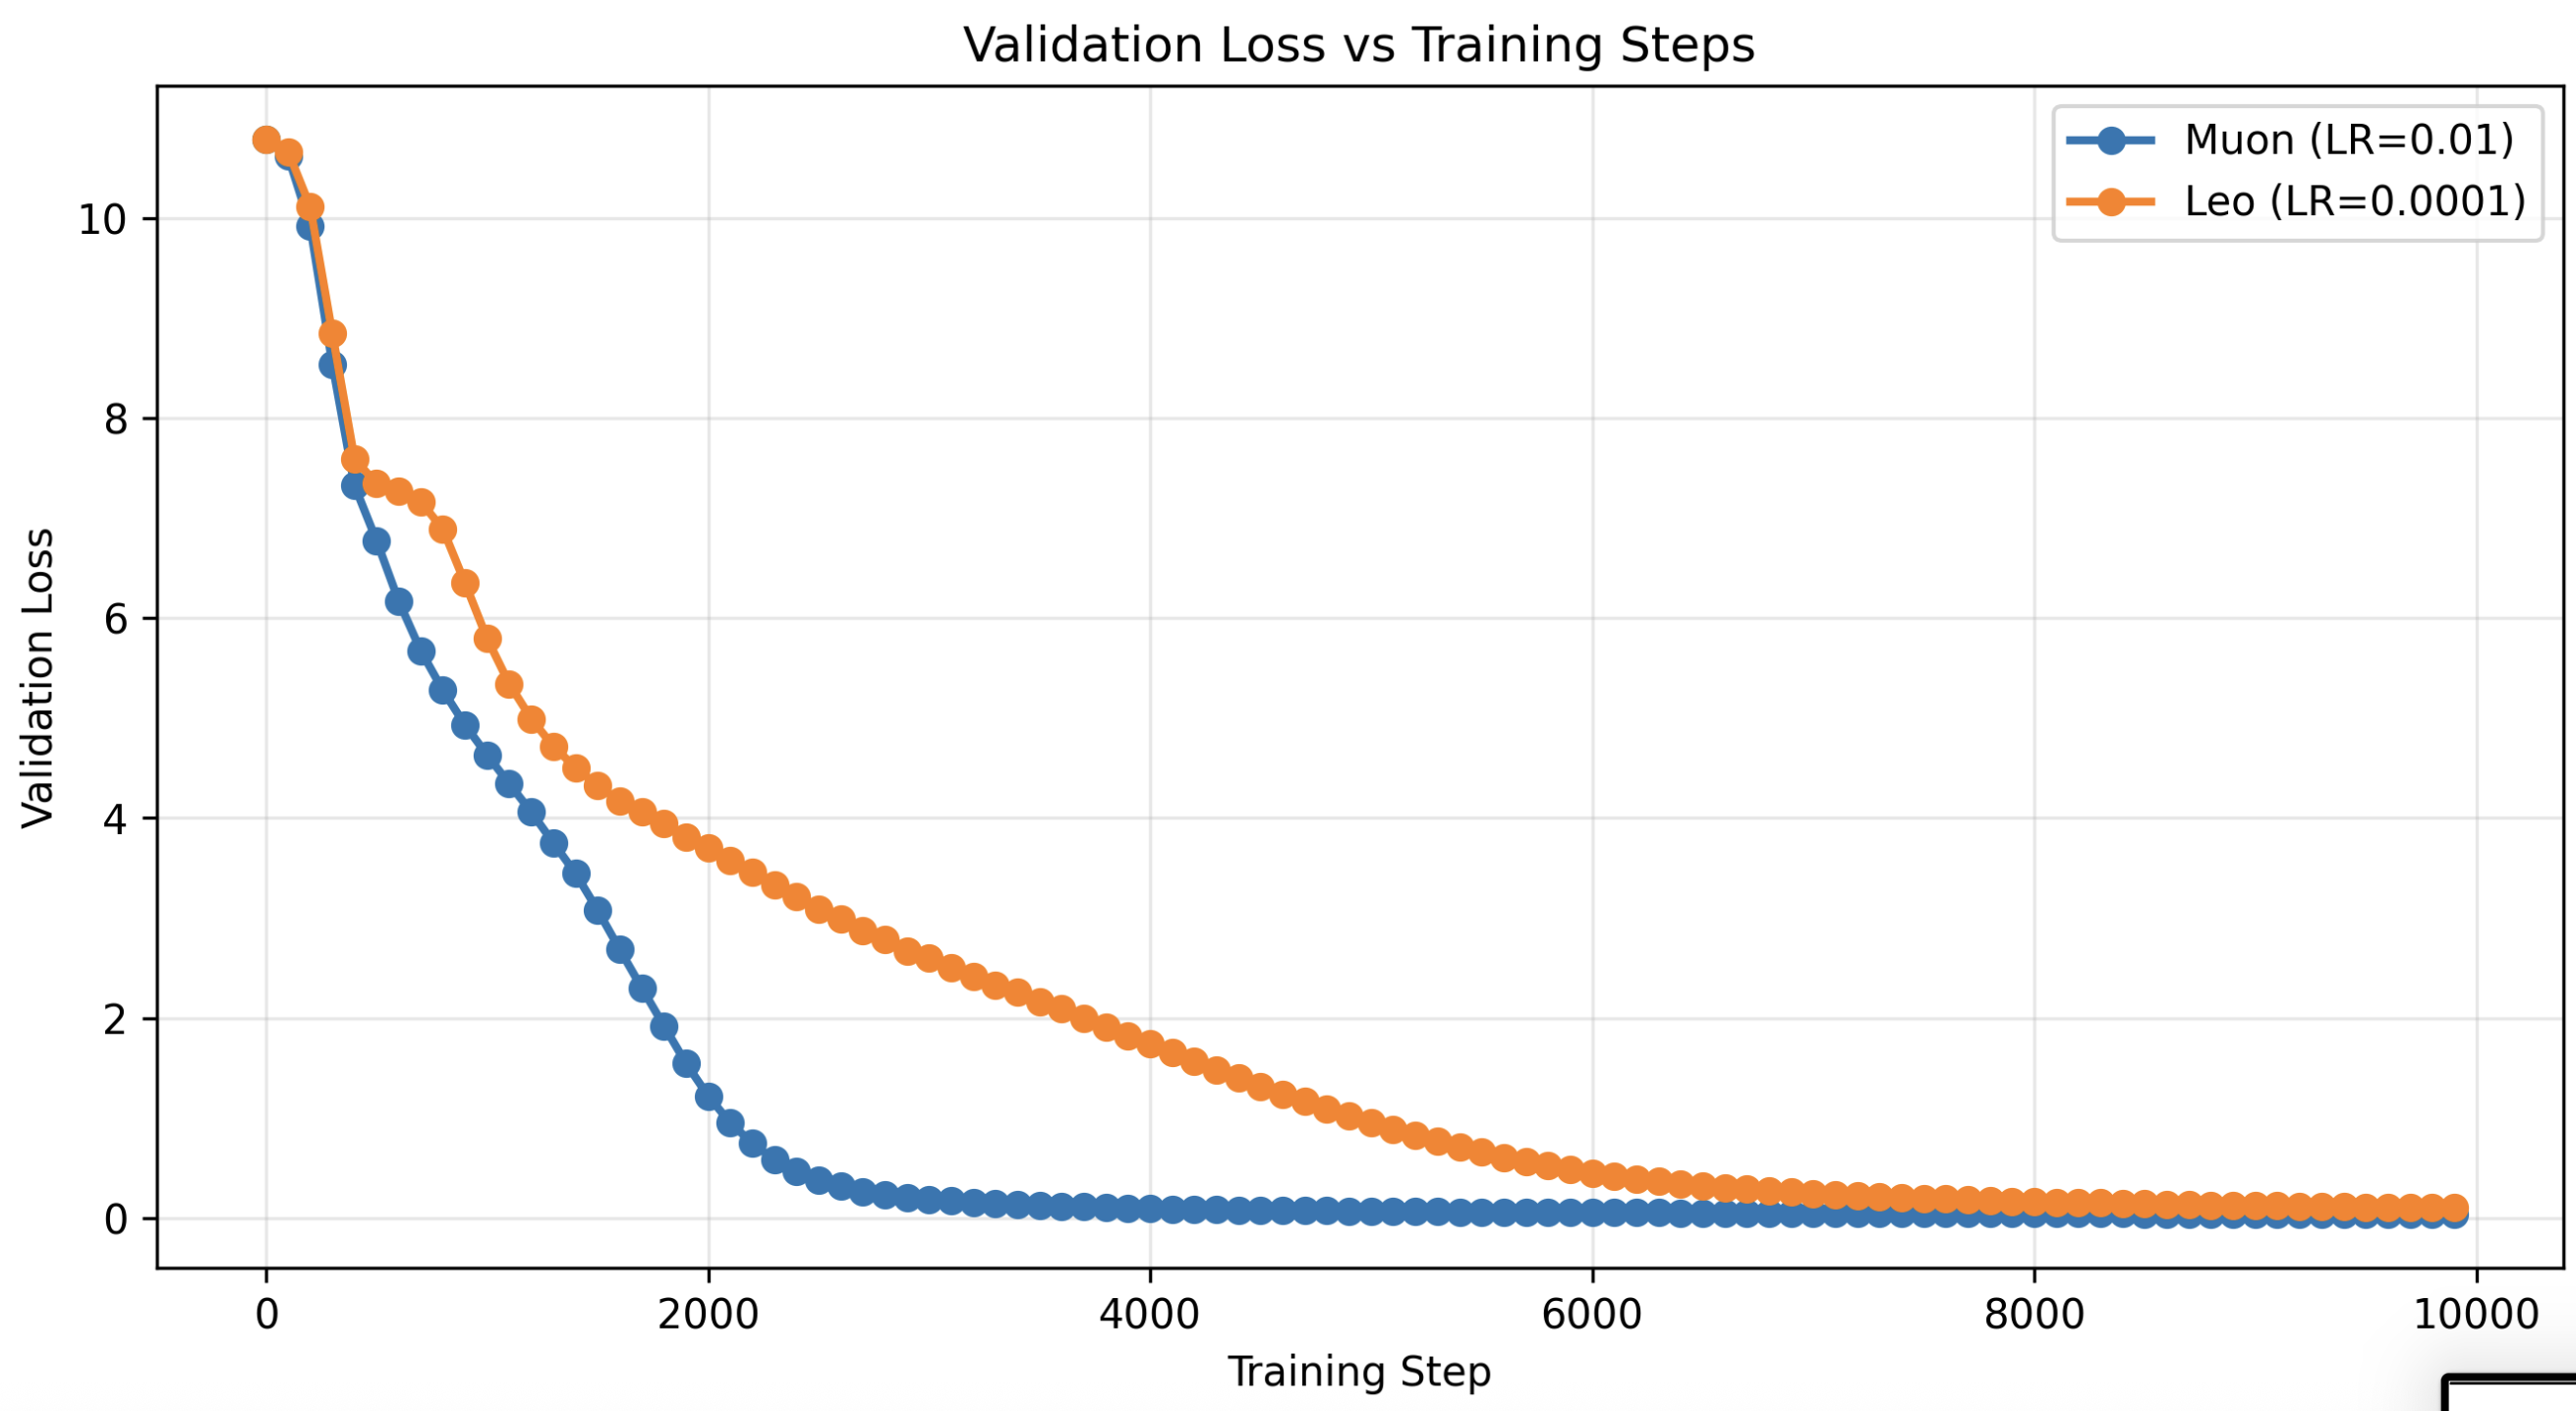 Validation Loss vs Training Steps
Muon (LR=0.01)
Leo (LR=0.0001)
Validation Loss
10
8
6
4
2
0
0 2000 4000 6000 8000 10000
Training Step